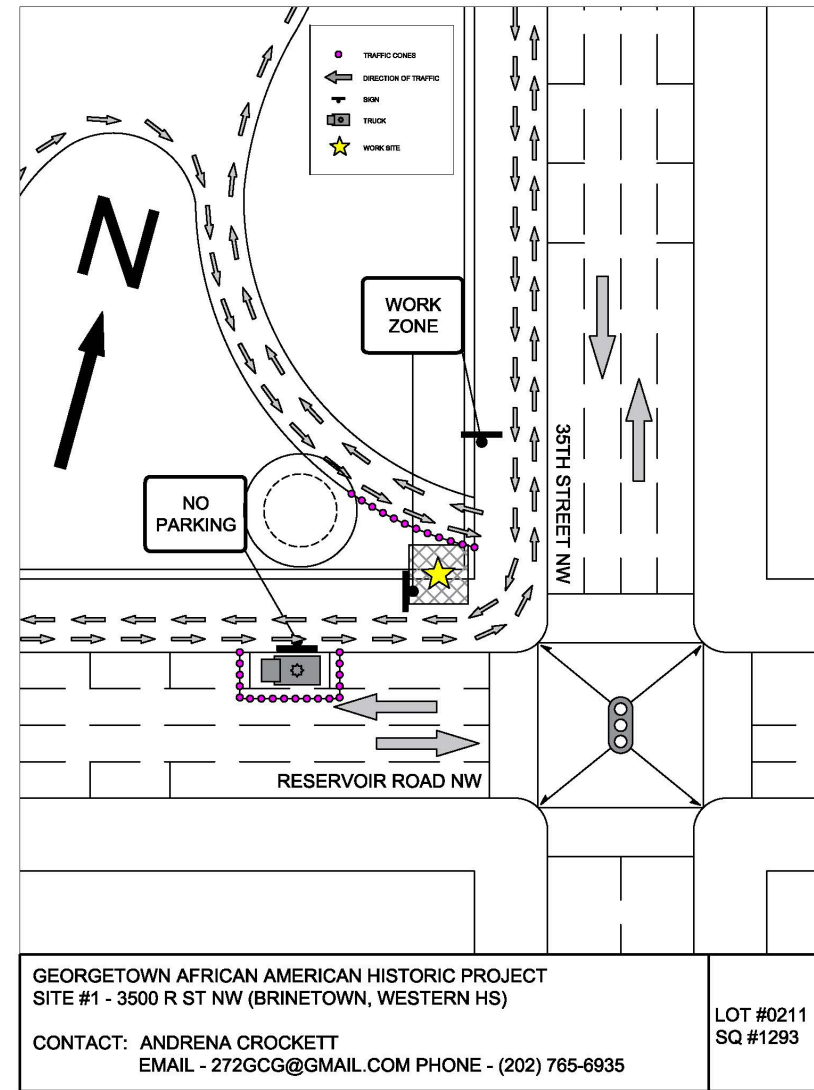 TRAFFIC CONES
DIRECTION OF TRAFFIC
SIGN
TRUCK
WORK SITE
N
WORK
ZONE
NO
PARKING
35TH STREET NW
RESERVOIR ROAD NW
GEORGETOWN AFRICAN AMERICAN HISTORIC PROJECT
SITE #1 - 3500 R ST NW (BRINETOWN, WESTERN HS)
CONTACT: ANDRENA CROCKETT
EMAIL - 272GCG@GMAIL.COM PHONE - (202) 765-6935
LOT #0211
SQ #1293